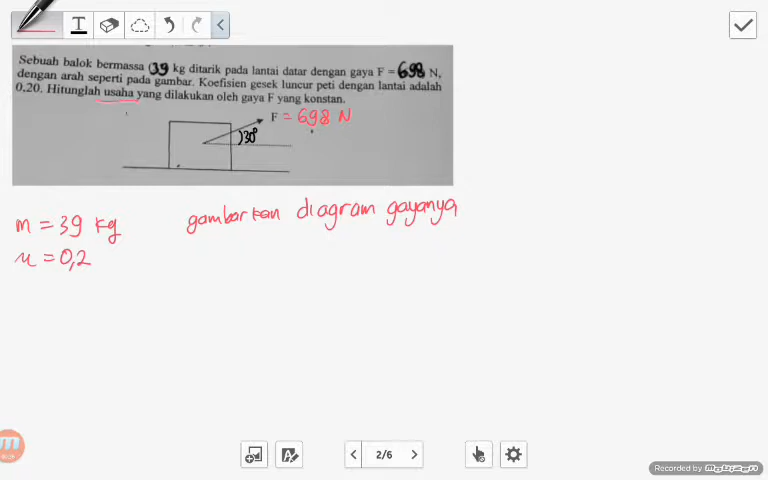 T
Sebuah balok bermassa (39 kg ditarik pada lantai datar dengan gaya F = 698 N,
dengan arah seperti pada gambar. Koefisien gesek luncur peti dengan lantai adalah
0.20. Hitunglah usaha yang dilakukan oleh gaya F yang konstan.
F = 698 N
)30°
gambarkan diagram gayanya
m = 39 kg
μ = 0,2
2/6
Recorded by Mobizen